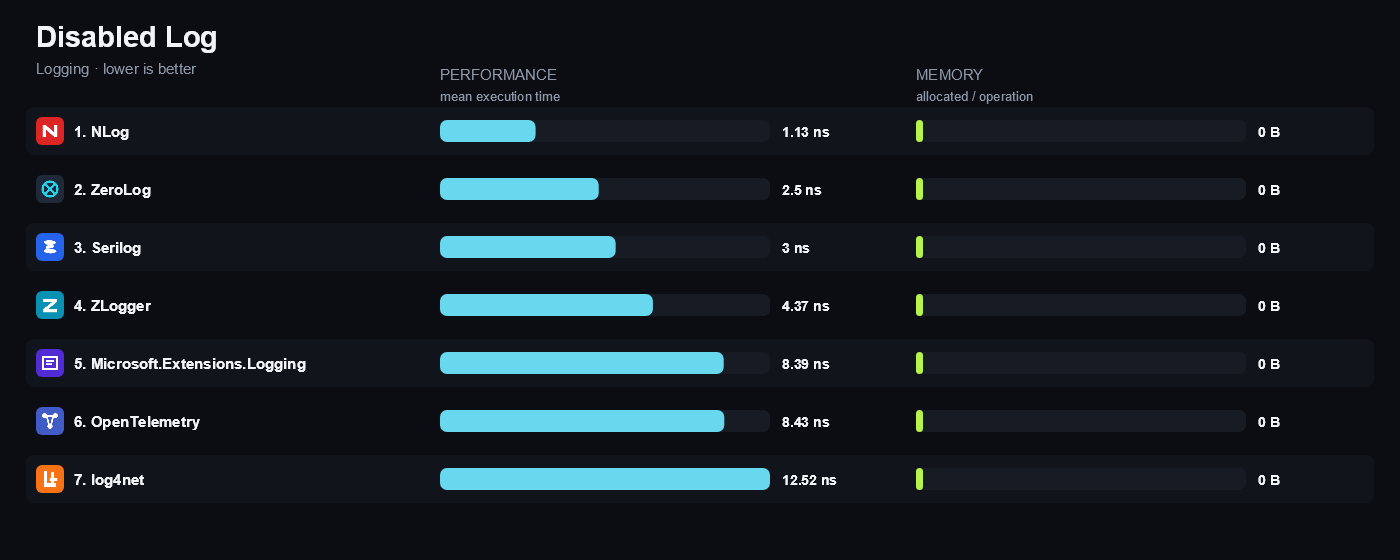 Disabled Log
Logging · lower is better
PERFORMANCE
mean execution time
MEMORY
allocated / operation
1. NLog 1.13 ns 0 B
2. ZeroLog 2.5 ns 0 B
3. Serilog 3 ns 0 B
4. ZLogger 4.37 ns 0 B
5. Microsoft.Extensions.Logging 8.39 ns 0 B
6. OpenTelemetry 8.43 ns 0 B
7. log4net 12.52 ns 0 B